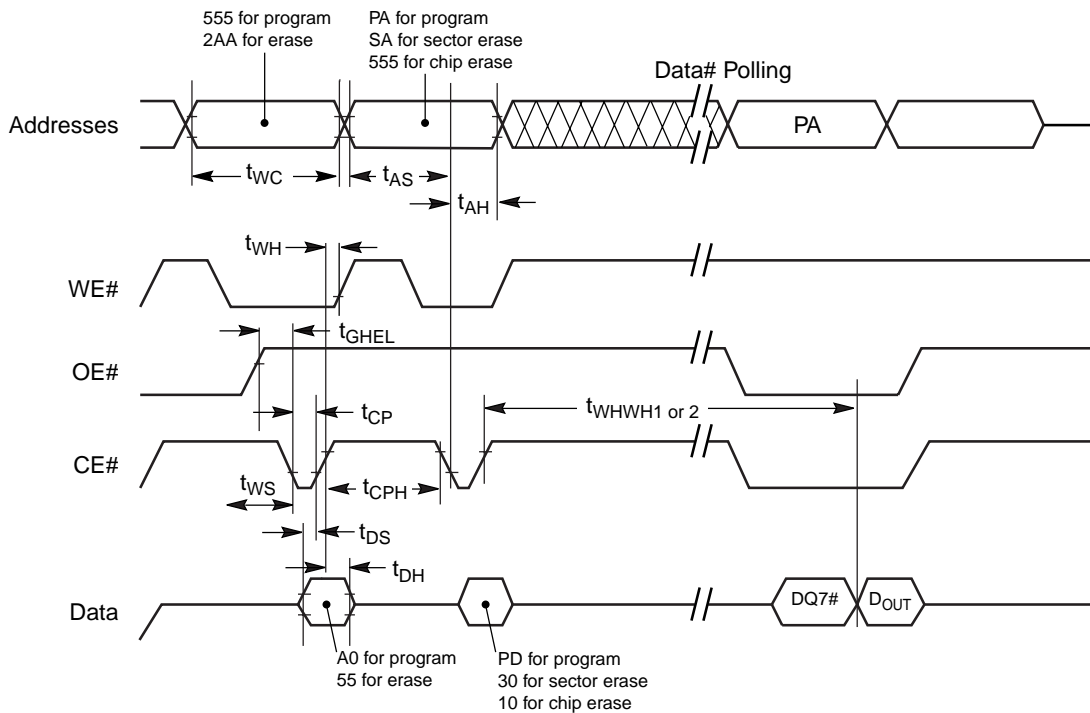 555 for program
2AA for erase
PA for program
SA for sector erase
555 for chip erase
Data# Polling
Addresses
PA
tWC
tAS
tAH
tWH
WE#
tGHEL
OE#
tCP
tWHWH1 or 2
CE#
tWS
tCPH
tDS
tDH
Data
DQ7#
DOUT
A0 for program
55 for erase
PD for program
30 for sector erase
10 for chip erase